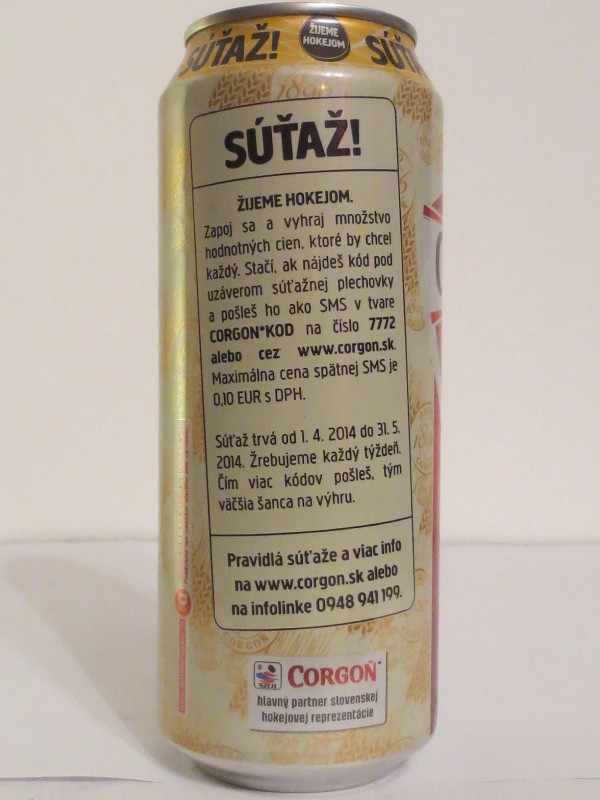 SÚŤAŽ!
ŽIJEME
HOKEJOM
SÚŤA
1896
SÚŤAŽ!
ŽIJEME HOKEJOM.
Zapoj sa a vyhraj množstvo
hodnotných cien, ktoré by chcel
každý. Stačí, ak nájdeš kód pod
uzáverom súťažnej plechovky
a pošleš ho ako SMS v tvare
CORGON*KOD na číslo 7772
alebo cez www.corgon.sk.
Maximálna cena spätnej SMS je
0,10 EUR s DPH.
Súťaž trvá od 1. 4. 2014 do 31. 5.
2014. Žrebujeme každý týždeň.
Čím viac kódov pošleš, tým
väčšia šanca na výhru.
Pravidlá súťaže a viac info
na www.corgon.sk alebo
na infolinke 0948 941 199.
CORGON
SZĽH CORGOŇ
hlavný partner slovenskej
hokejovej reprezentácie